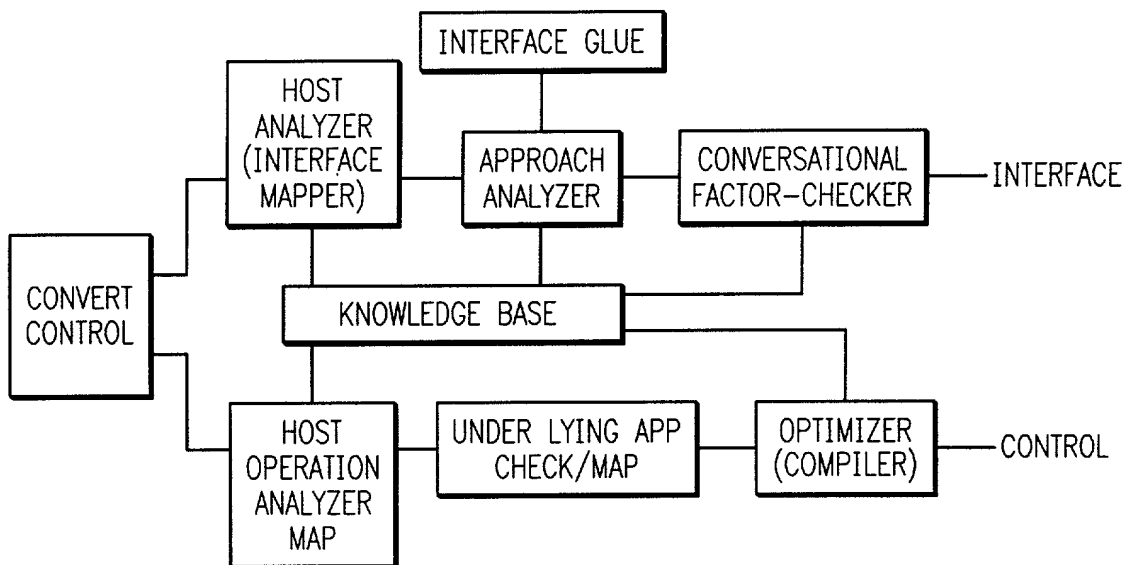 INTERFACE GLUE
HOST
ANALYZER
(INTERFACE
MAPPER)
APPROACH
ANALYZER
CONVERSATIONAL
FACTOR-CHECKER
INTERFACE
CONVERT
CONTROL
KNOWLEDGE BASE
HOST
OPERATION
ANALYZER
MAP
UNDER LYING APP
CHECK/MAP
OPTIMIZER
(COMPILER)
CONTROL